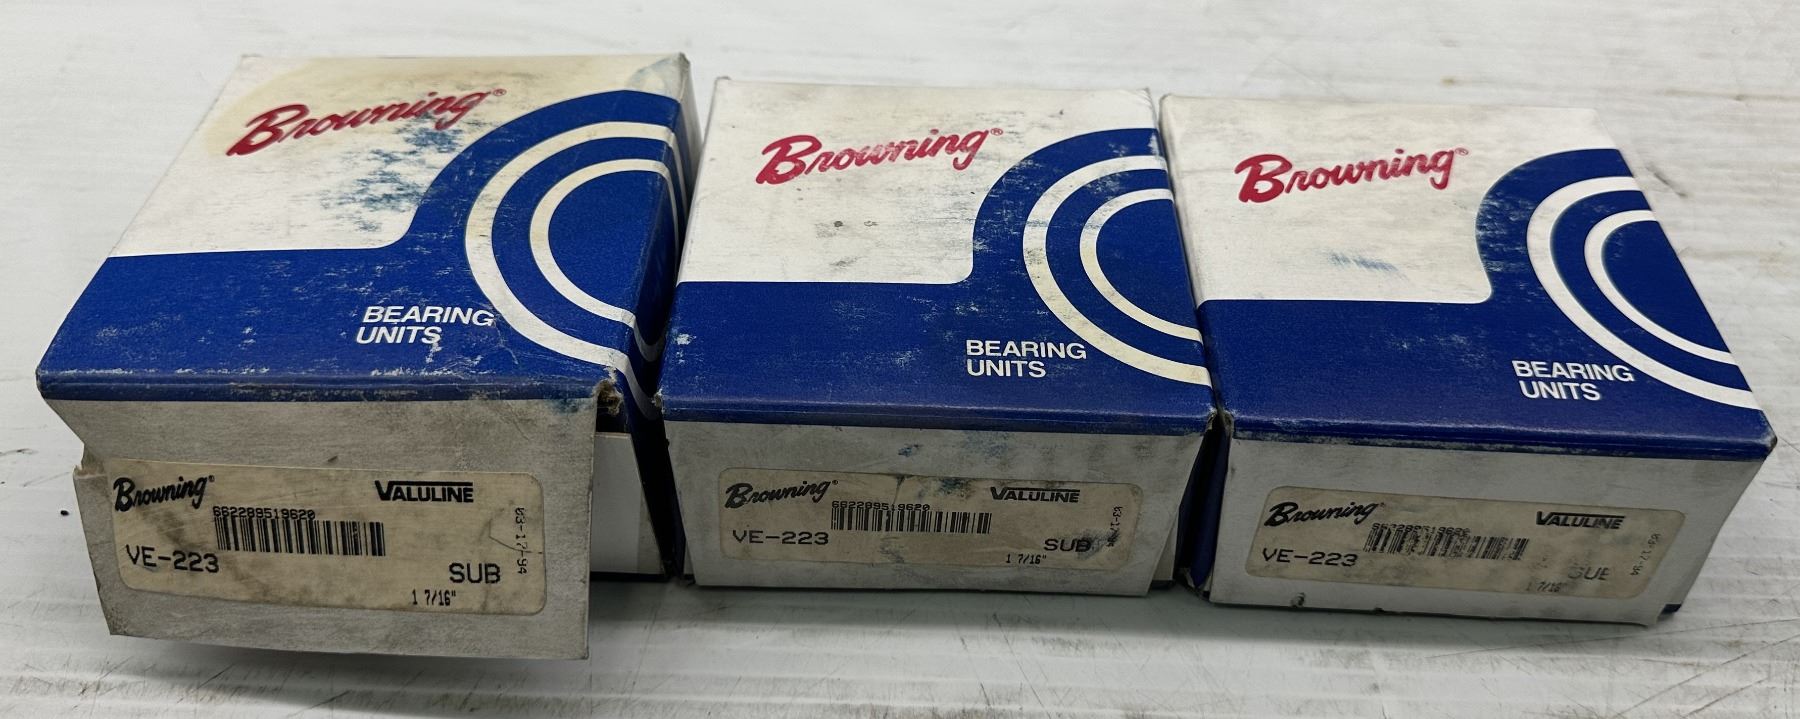 Browning®
BEARING
UNITS
Browning®
VALULINE
662289519620
VE-223
SUB
1 7/16"
03-17-94
Browning®
BEARING
UNITS
Browning®
VALULINE
662289519620
VE-223
SUB
1 7/16"
Browning®
BEARING
UNITS
Browning®
VALULINE
VE-223
1 7/16"